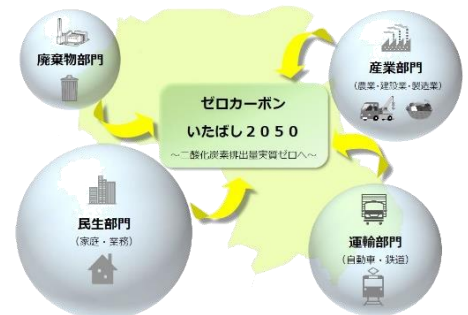 廃棄物部門
産業部門
(農業・建設業・製造業)
ゼロカーボン
いたばし2050
～二酸化炭素排出量実質ゼロへ～
民生部門
(家庭・業務)
運輸部門
(自動車・鉄道)